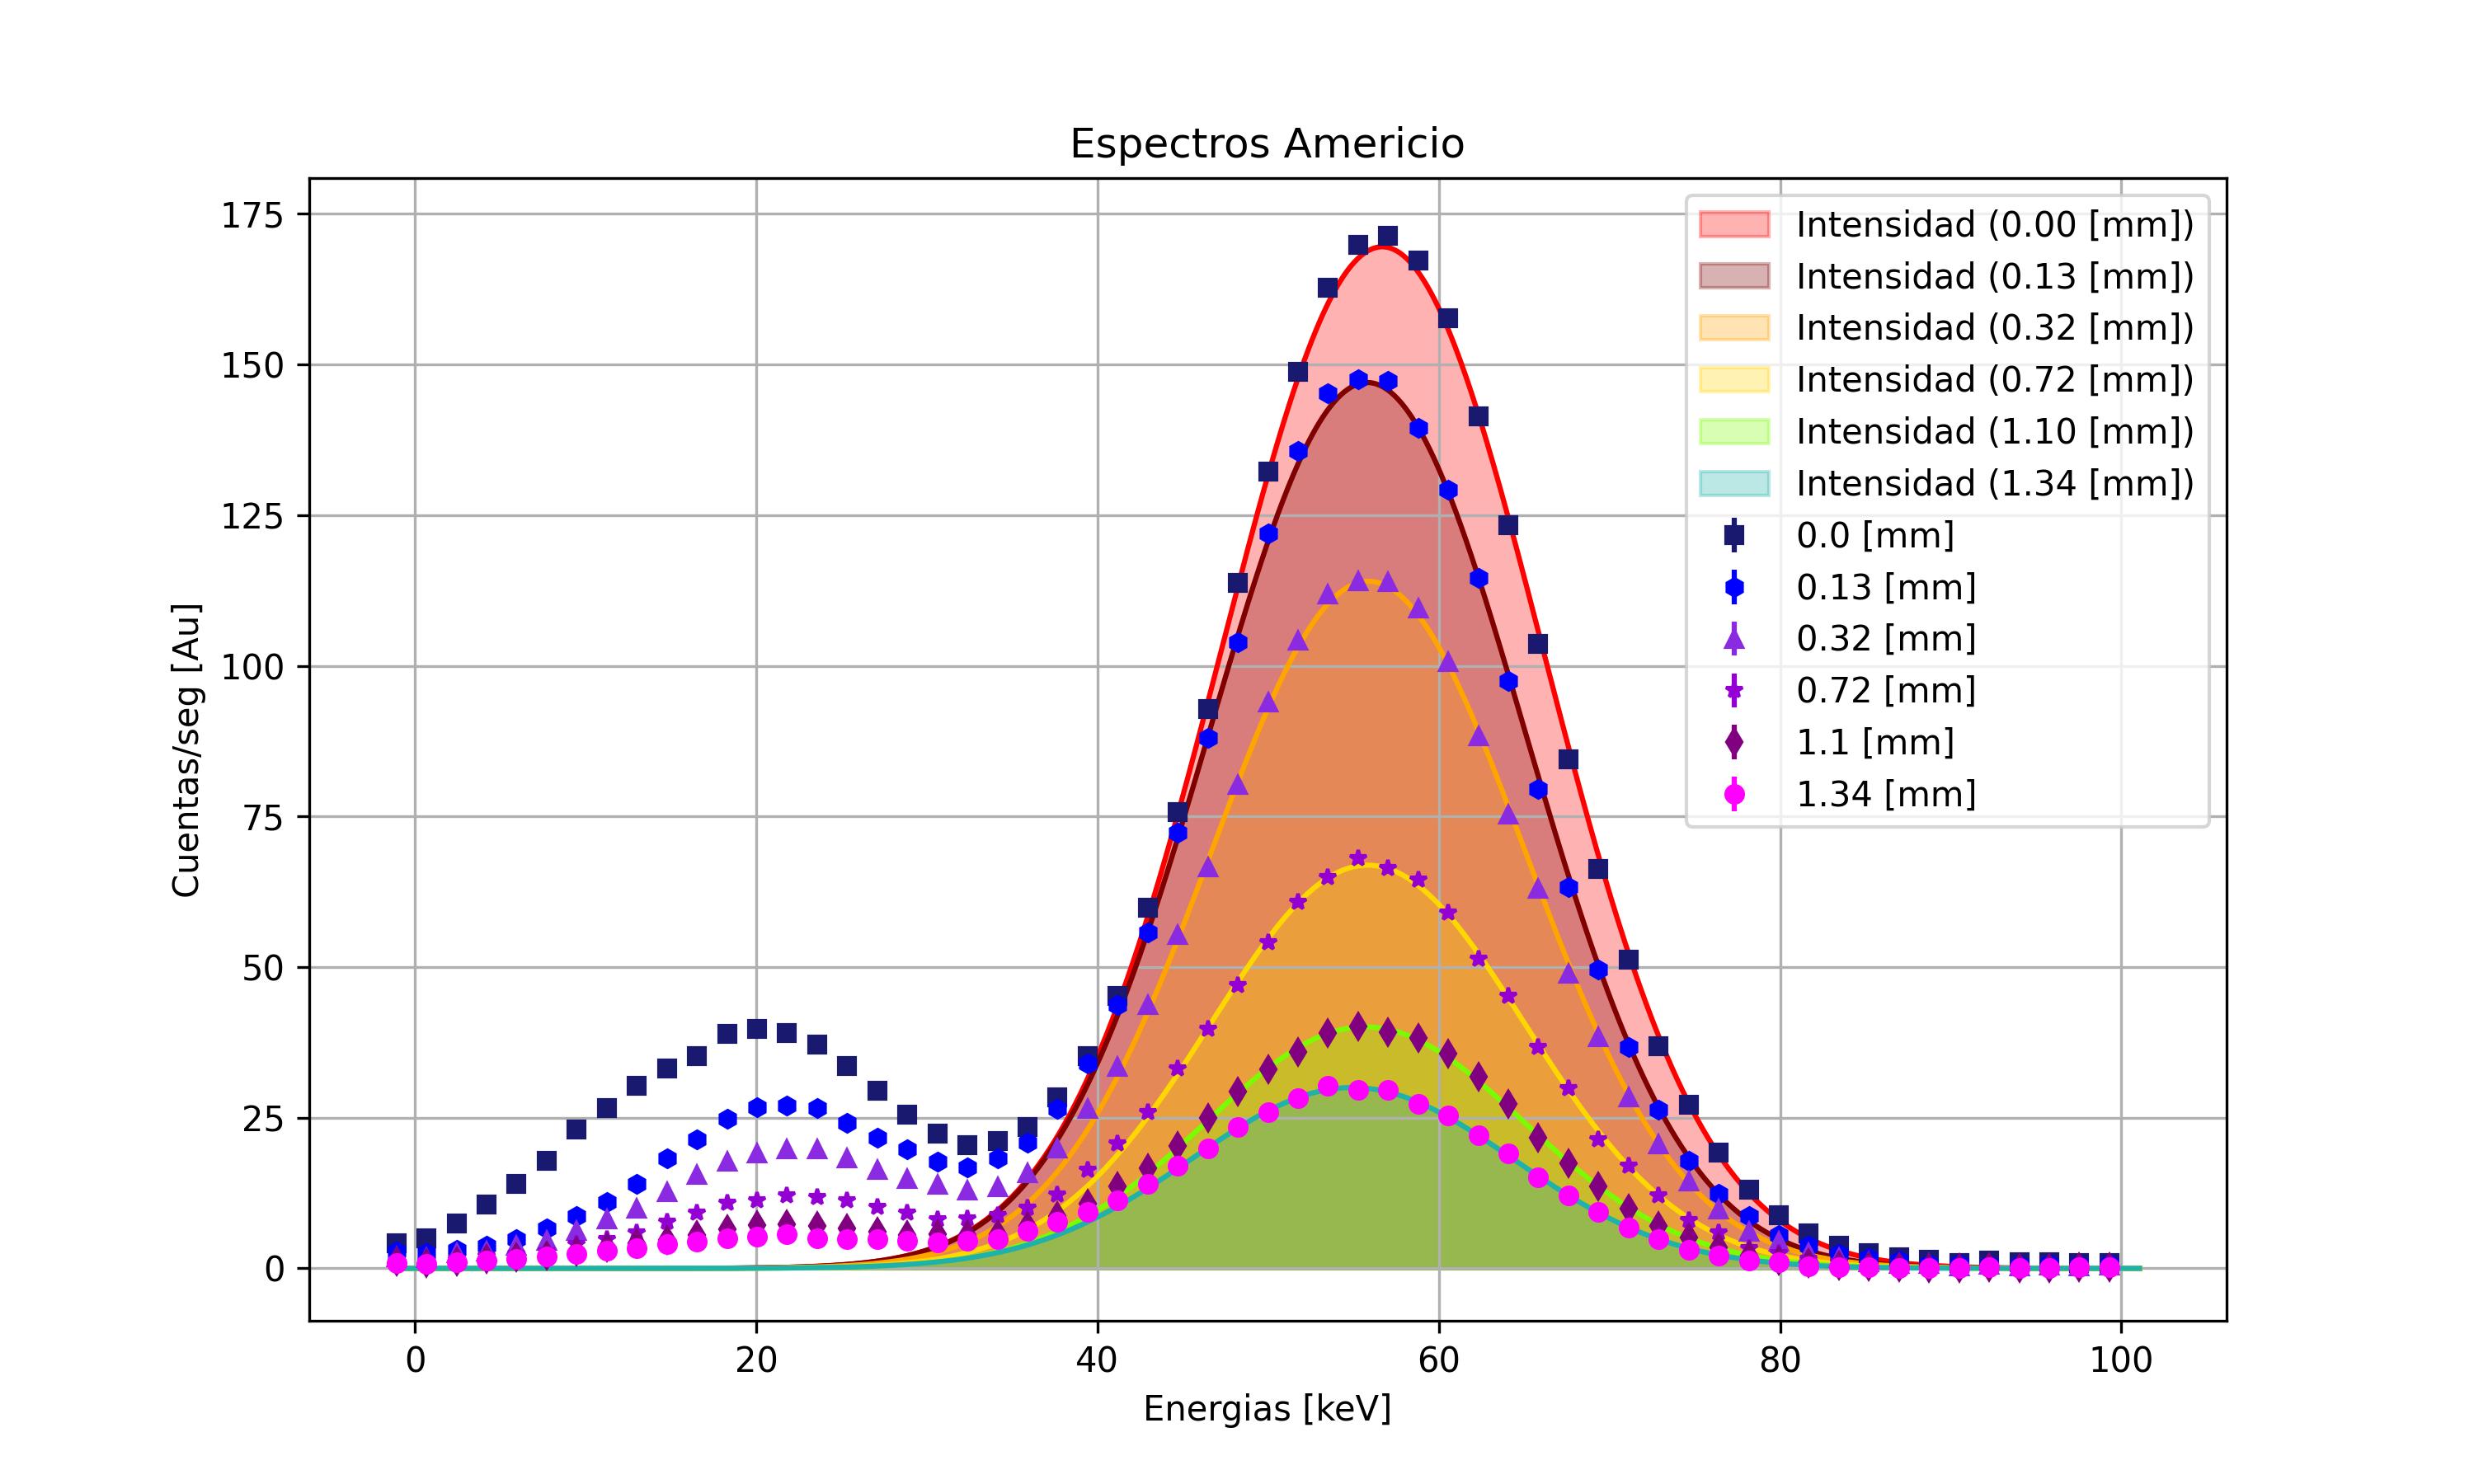 Espectros Americio
175
150
125
100
75
50
25
0
Cuentas/seg [Au]
0
20
40
60
80
100
Energias [keV]
Intensidad (0.00 [mm])
Intensidad (0.13 [mm])
Intensidad (0.32 [mm])
Intensidad (0.72 [mm])
Intensidad (1.10 [mm])
Intensidad (1.34 [mm])
0.0 [mm]
0.13 [mm]
0.32 [mm]
0.72 [mm]
1.1 [mm]
1.34 [mm]